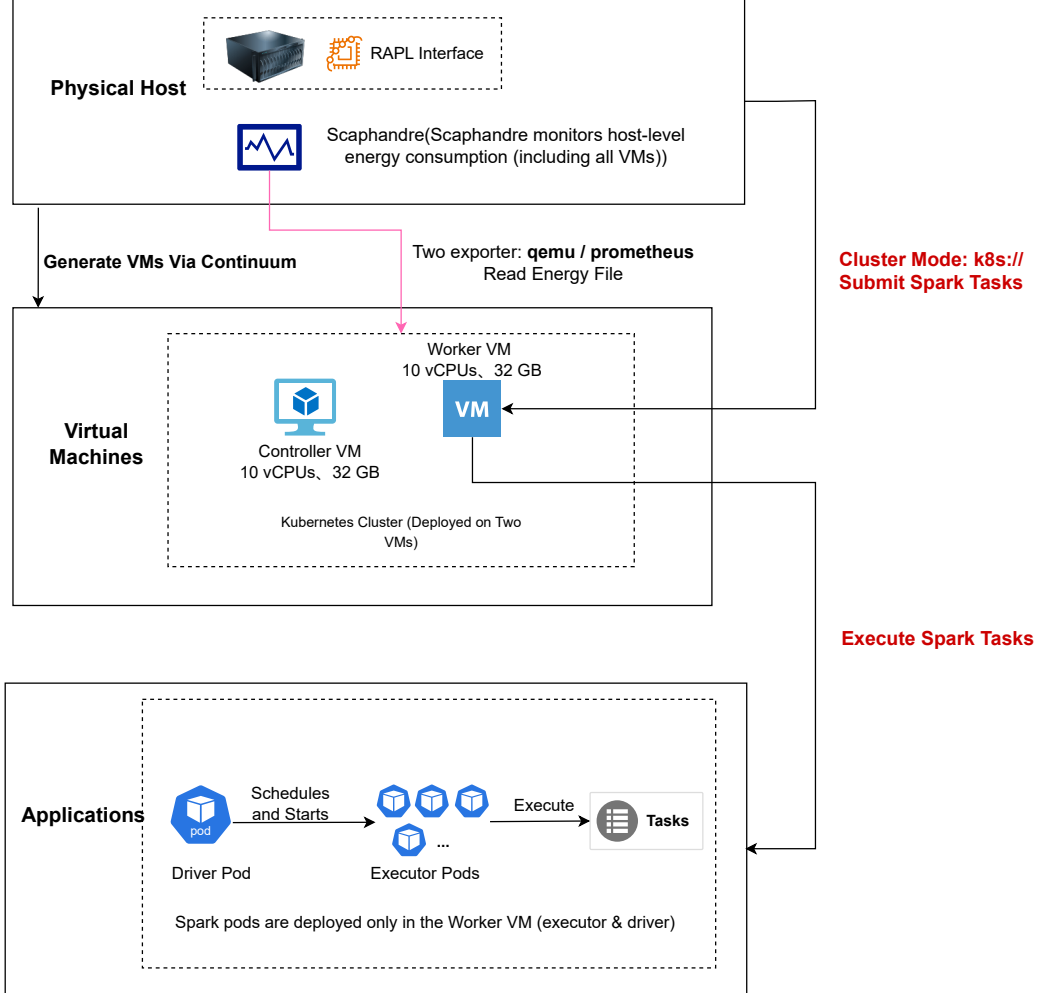 RAPL Interface
Physical Host
Scaphandre(Scaphandre monitors host-level
energy consumption (including all VMs))
Generate VMs Via Continuum
Two exporter: qemu / prometheus
Read Energy File
Cluster Mode: k8s://
Submit Spark Tasks
Worker VM
10 vCPUs、32 GB
VM
Virtual
Machines
Controller VM
10 vCPUs、32 GB
Kubernetes Cluster (Deployed on Two
VMs)
Execute Spark Tasks
Applications
pod
Driver Pod
Schedules
and Starts
...
Executor Pods
Execute
Tasks
Spark pods are deployed only in the Worker VM (executor & driver)